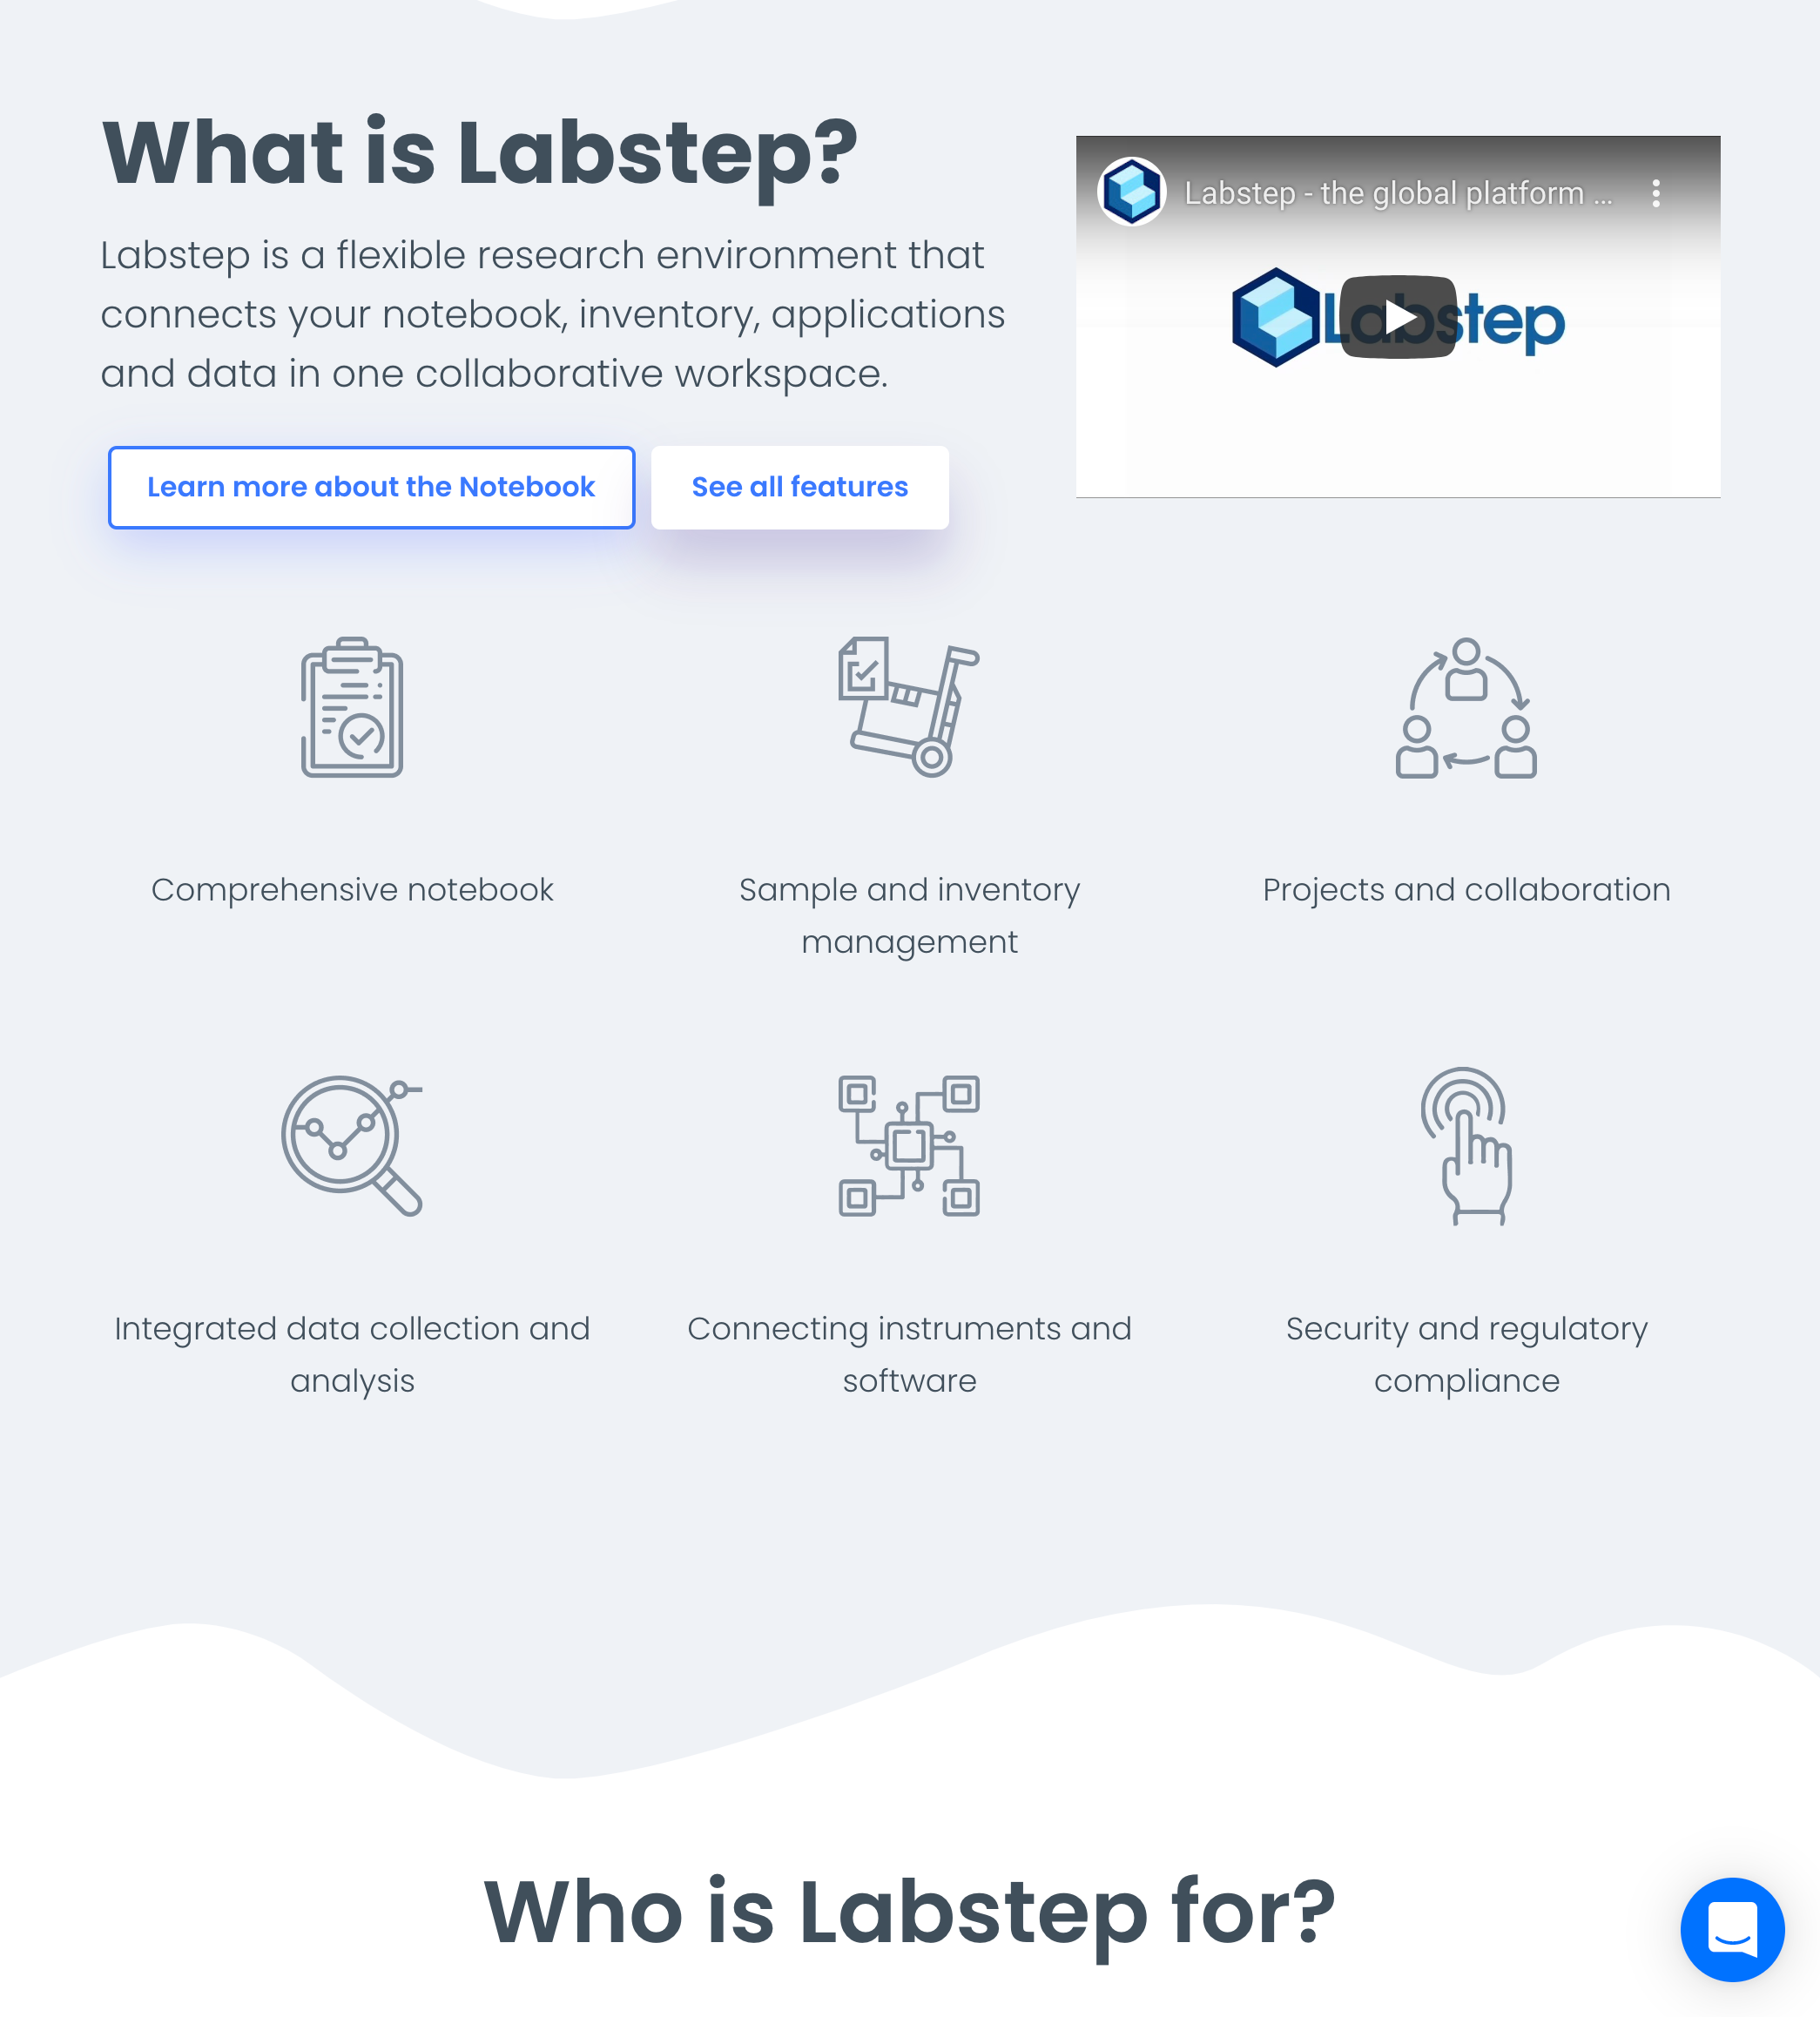 What is Labstep?
Labstep is a flexible research environment that
connects your notebook, inventory, applications
and data in one collaborative workspace.
Learn more about the Notebook
See all features
Labstep - the global platform ...
Labstep
Comprehensive notebook
Sample and inventory
management
Projects and collaboration
Integrated data collection and
analysis
Connecting instruments and
software
Security and regulatory
compliance
Who is Labstep for?